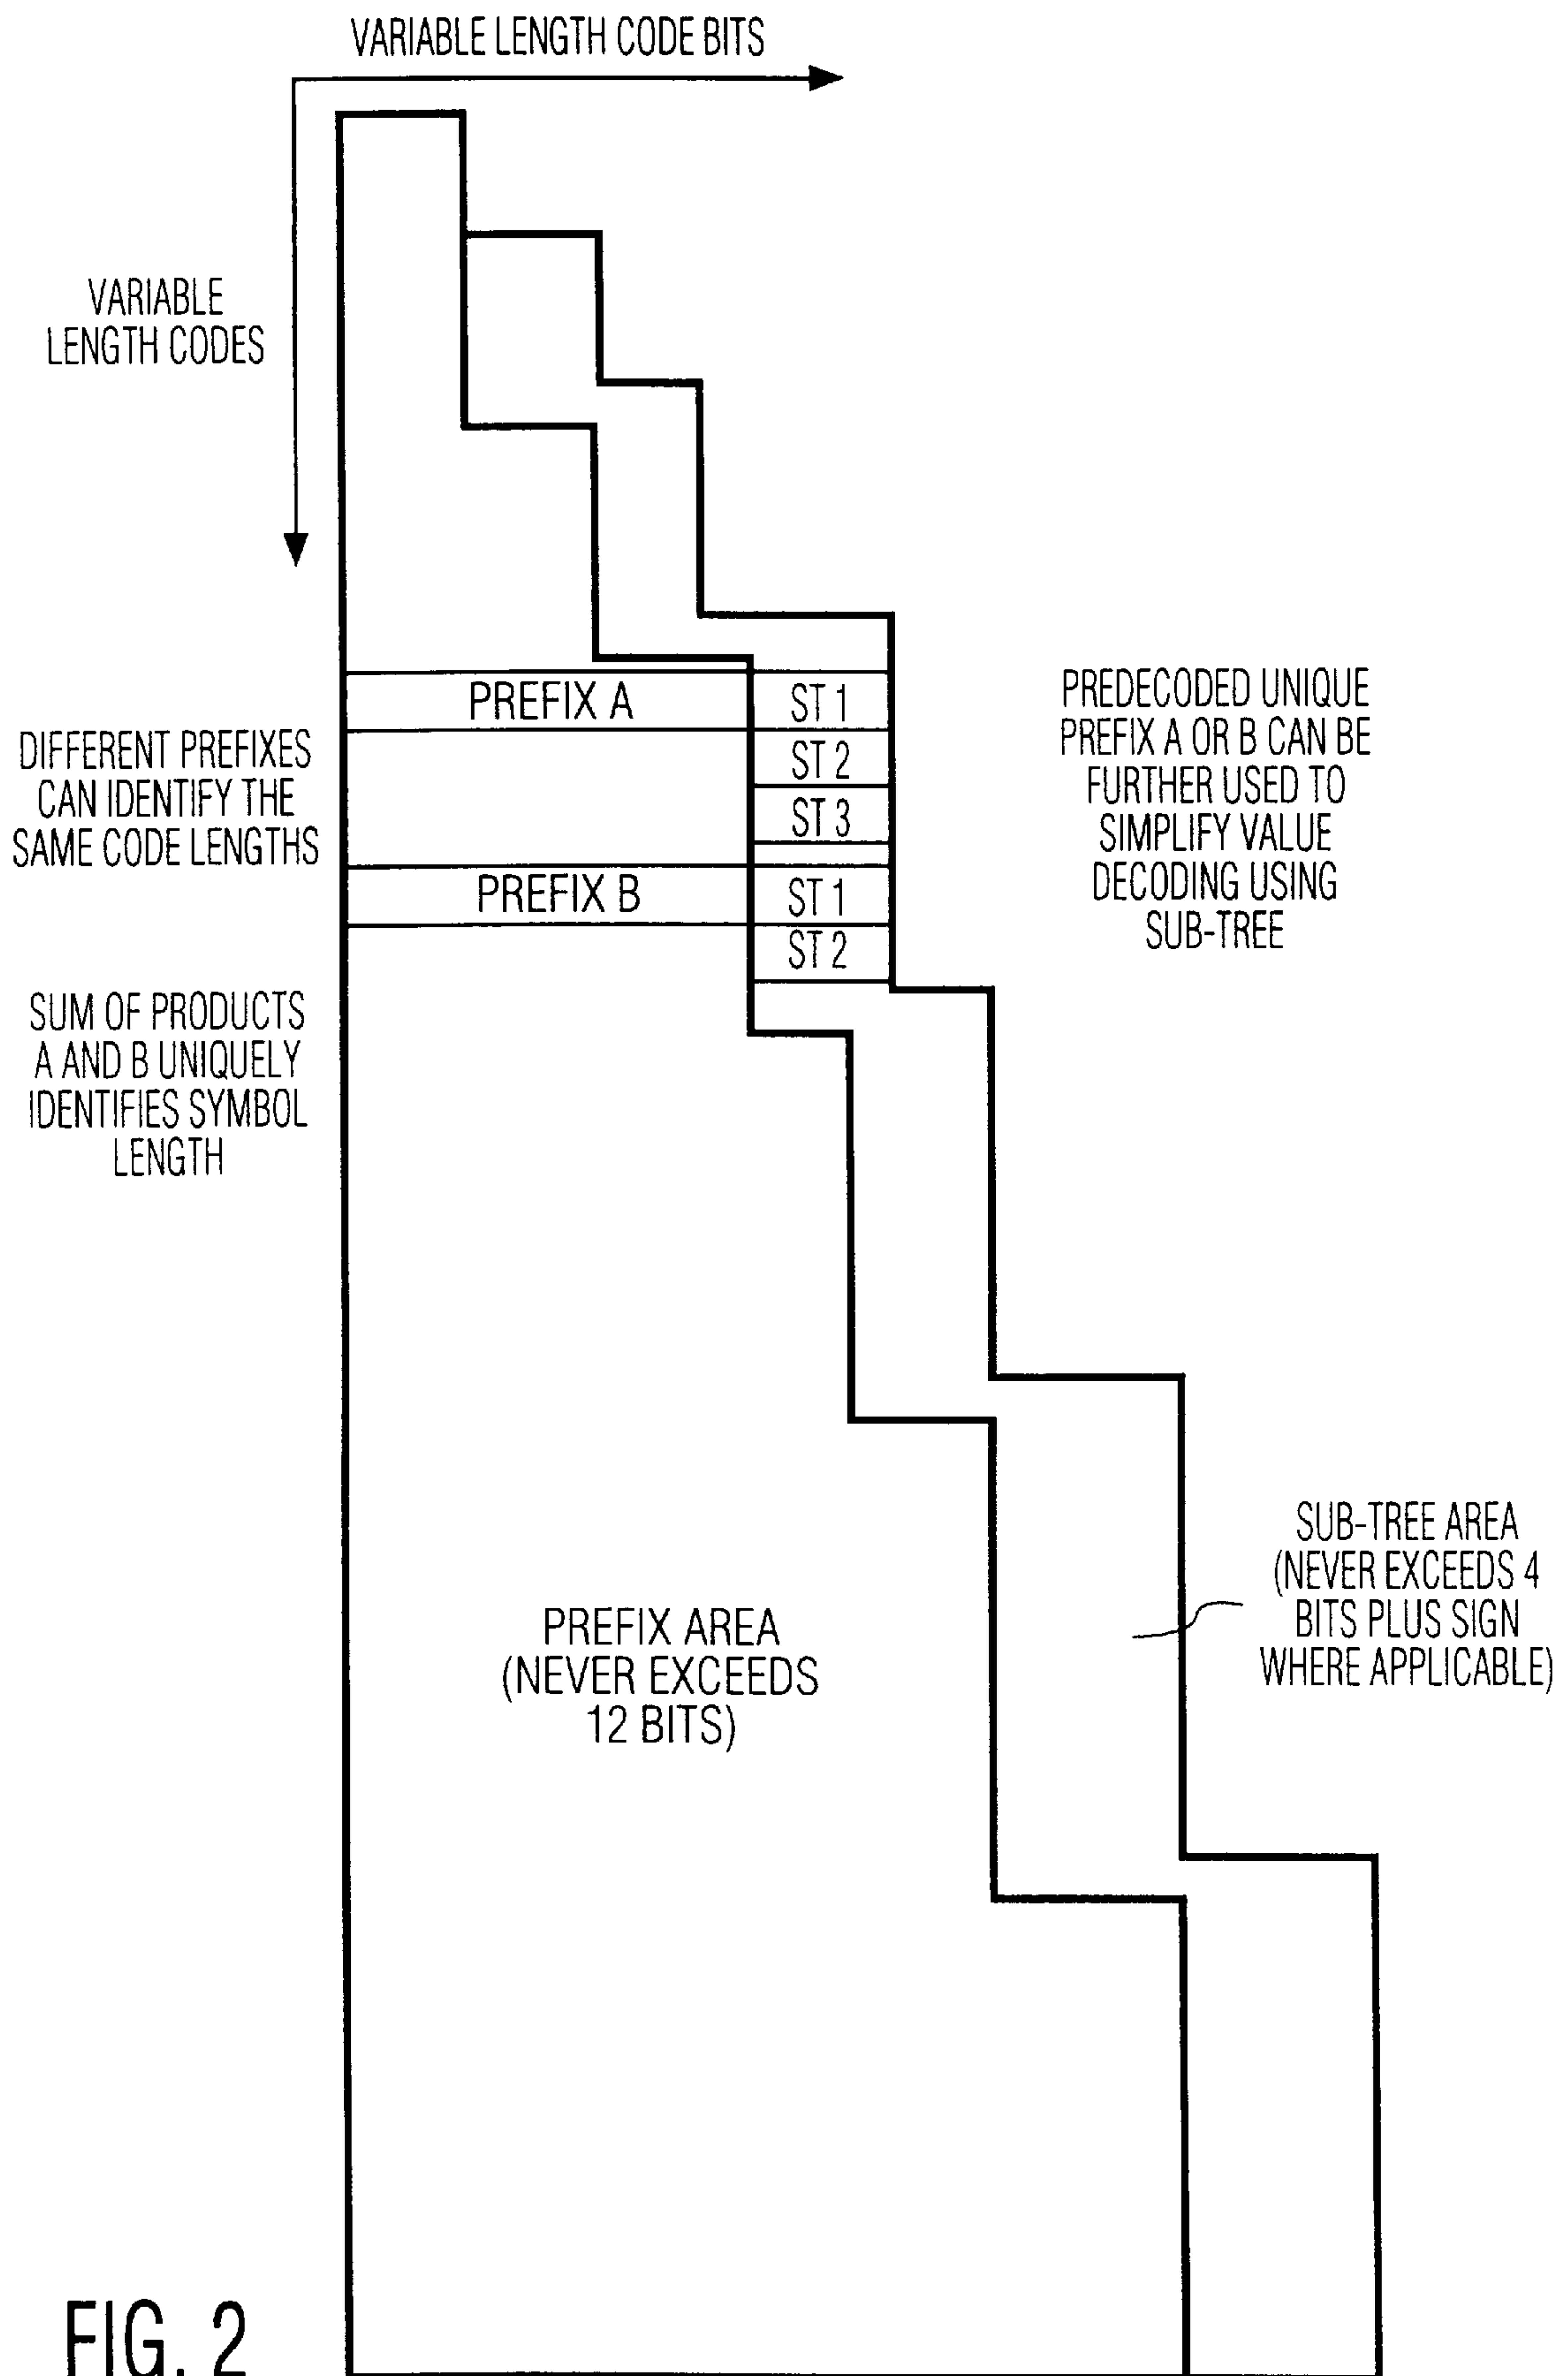 VARIABLE LENGTH CODE BITS
VARIABLE
LENGTH CODES
PREFIX A
ST 1
ST 2
ST 3
PREFIX B
ST 1
ST 2
DIFFERENT PREFIXES
CAN IDENTIFY THE
SAME CODE LENGTHS
SUM OF PRODUCTS
A AND B UNIQUELY
IDENTIFIES SYMBOL
LENGTH
PREDECODED UNIQUE
PREFIX A OR B CAN BE
FURTHER USED TO
SIMPLIFY VALUE
DECODING USING
SUB-TREE
SUB-TREE AREA
(NEVER EXCEEDS 4
BITS PLUS SIGN
WHERE APPLICABLE)
PREFIX AREA
(NEVER EXCEEDS
12 BITS)
FIG. 2